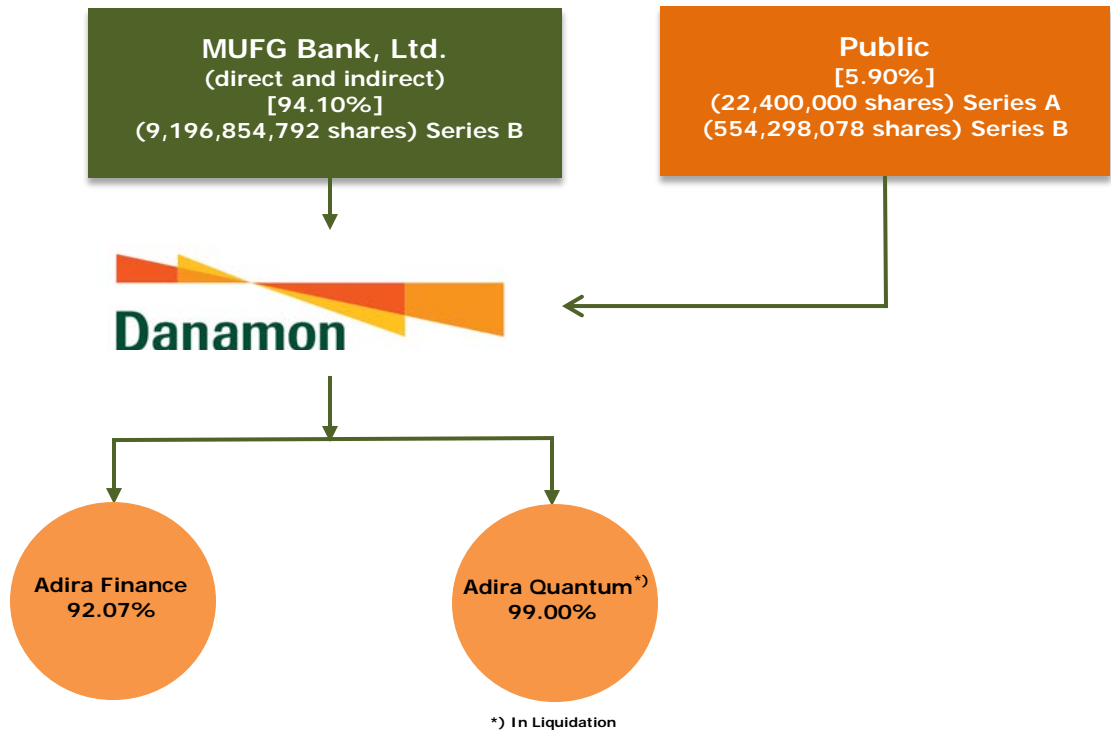 MUFG Bank, Ltd.
(direct and indirect)
[94.10%]
(9,196,854,792 shares) Series B
Public
[5.90%]
(22,400,000 shares) Series A
(554,298,078 shares) Series B
Danamon
Adira Finance
92.07%
Adira Quantum*)
99.00%
*) In Liquidation